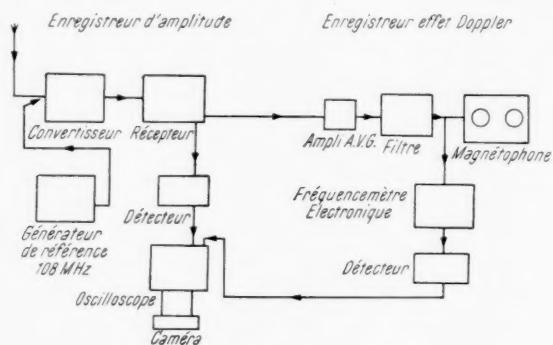 Enregistreur d'amplitude
Enregistreur effet Doppler
Convertisseur
Récepteur
Ampli A.V.G.
Filtre
Magnétophone
Générateur
de référence
108 MHz
Détecteur
Fréquencemètre
Electronique
Détecteur
Oscilloscope
Caméra